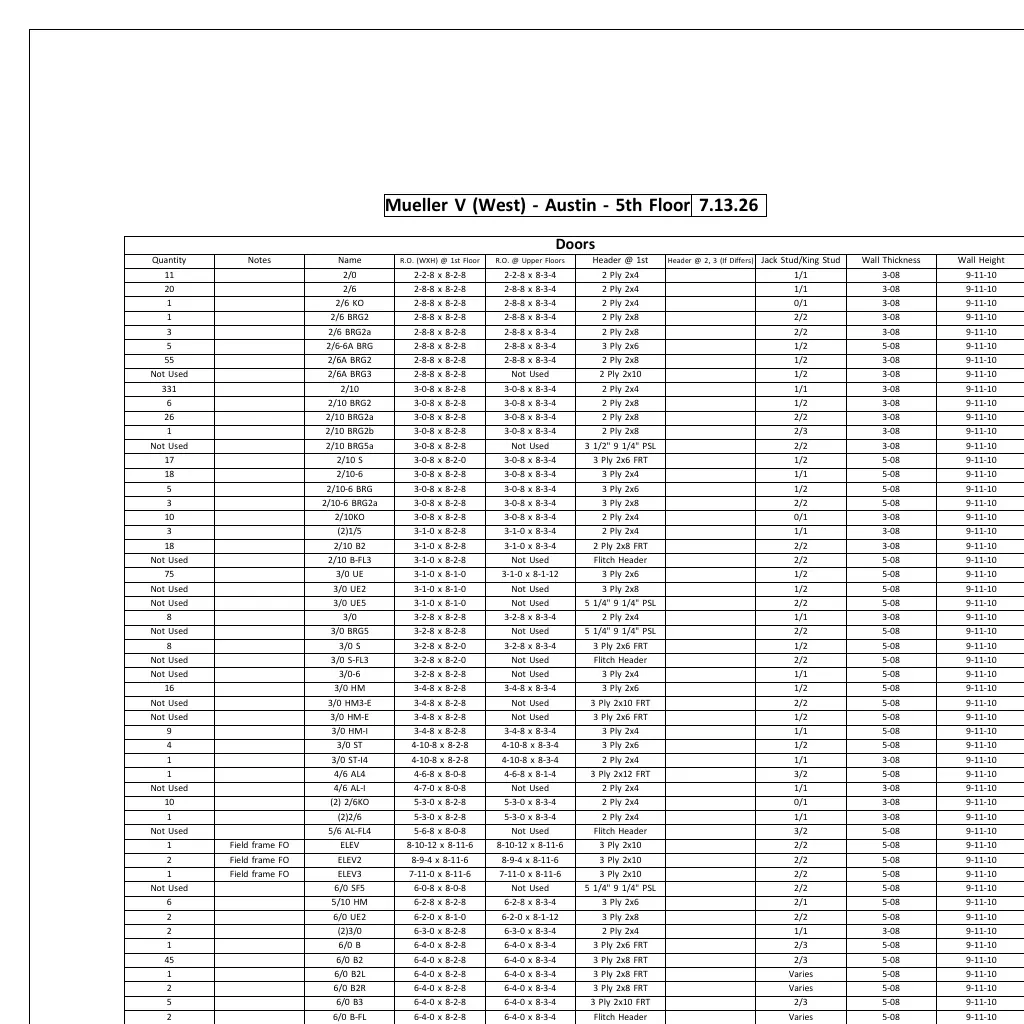 Mueller V (West) - Austin - 5th Floor 7.13.26
Doors
Quantity Notes Name R.O. (WXH) @ 1st Floor R.O. @ Upper Floors Header @ 1st Header @ 2, 3 (If Differs) Jack Stud/King Stud Wall Thickness Wall Height
11 2/0 2-2-8 x 8-2-8 2-2-8 x 8-3-4 2 Ply 2x4 1/1 3-08 9-11-10
20 2/6 2-8-8 x 8-2-8 2-8-8 x 8-3-4 2 Ply 2x4 1/1 3-08 9-11-10
1 2/6 KO 2-8-8 x 8-2-8 2-8-8 x 8-3-4 2 Ply 2x4 0/1 3-08 9-11-10
1 2/6 BRG2 2-8-8 x 8-2-8 2-8-8 x 8-3-4 2 Ply 2x8 2/2 3-08 9-11-10
3 2/6 BRG2a 2-8-8 x 8-2-8 2-8-8 x 8-3-4 2 Ply 2x8 2/2 3-08 9-11-10
5 2/6-6A BRG 2-8-8 x 8-2-8 2-8-8 x 8-3-4 3 Ply 2x6 1/2 5-08 9-11-10
55 2/6A BRG2 2-8-8 x 8-2-8 2-8-8 x 8-3-4 2 Ply 2x8 1/2 3-08 9-11-10
Not Used 2/6A BRG3 2-8-8 x 8-2-8 Not Used 2 Ply 2x10 1/2 3-08 9-11-10
331 2/10 3-0-8 x 8-2-8 3-0-8 x 8-3-4 2 Ply 2x4 1/1 3-08 9-11-10
6 2/10 BRG2 3-0-8 x 8-2-8 3-0-8 x 8-3-4 2 Ply 2x8 1/2 3-08 9-11-10
26 2/10 BRG2a 3-0-8 x 8-2-8 3-0-8 x 8-3-4 2 Ply 2x8 2/2 3-08 9-11-10
1 2/10 BRG2b 3-0-8 x 8-2-8 3-0-8 x 8-3-4 2 Ply 2x8 2/3 3-08 9-11-10
Not Used 2/10 BRG5a 3-0-8 x 8-2-8 Not Used 3 1/2" 9 1/4" PSL 2/2 3-08 9-11-10
17 2/10 S 3-0-8 x 8-2-0 3-0-8 x 8-3-4 3 Ply 2x6 FRT 1/2 5-08 9-11-10
18 2/10-6 3-0-8 x 8-2-8 3-0-8 x 8-3-4 3 Ply 2x4 1/1 5-08 9-11-10
5 2/10-6 BRG 3-0-8 x 8-2-8 3-0-8 x 8-3-4 3 Ply 2x6 1/2 5-08 9-11-10
3 2/10-6 BRG2a 3-0-8 x 8-2-8 3-0-8 x 8-3-4 3 Ply 2x8 2/2 5-08 9-11-10
10 2/10KO 3-0-8 x 8-2-8 3-0-8 x 8-3-4 2 Ply 2x4 0/1 3-08 9-11-10
3 (2)1/5 3-1-0 x 8-2-8 3-1-0 x 8-3-4 2 Ply 2x4 1/1 3-08 9-11-10
18 2/10 B2 3-1-0 x 8-2-8 3-1-0 x 8-3-4 2 Ply 2x8 FRT 2/2 3-08 9-11-10
Not Used 2/10 B-FL3 3-1-0 x 8-2-8 Not Used Flitch Header 2/2 5-08 9-11-10
75 3/0 UE 3-1-0 x 8-1-0 3-1-0 x 8-1-12 3 Ply 2x6 1/2 5-08 9-11-10
Not Used 3/0 UE2 3-1-0 x 8-1-0 Not Used 3 Ply 2x8 1/2 5-08 9-11-10
Not Used 3/0 UE5 3-1-0 x 8-1-0 Not Used 5 1/4" 9 1/4" PSL 2/2 5-08 9-11-10
8 3/0 3-2-8 x 8-2-8 3-2-8 x 8-3-4 2 Ply 2x4 1/1 3-08 9-11-10
Not Used 3/0 BRG5 3-2-8 x 8-2-8 Not Used 5 1/4" 9 1/4" PSL 2/2 5-08 9-11-10
8 3/0 S 3-2-8 x 8-2-0 3-2-8 x 8-3-4 3 Ply 2x6 FRT 1/2 5-08 9-11-10
Not Used 3/0 S-FL3 3-2-8 x 8-2-0 Not Used Flitch Header 2/2 5-08 9-11-10
Not Used 3/0-6 3-2-8 x 8-2-8 Not Used 3 Ply 2x4 1/1 5-08 9-11-10
16 3/0 HM 3-4-8 x 8-2-8 3-4-8 x 8-3-4 3 Ply 2x6 1/2 5-08 9-11-10
Not Used 3/0 HM3-E 3-4-8 x 8-2-8 Not Used 3 Ply 2x10 FRT 2/2 5-08 9-11-10
Not Used 3/0 HM-E 3-4-8 x 8-2-8 Not Used 3 Ply 2x6 FRT 1/2 5-08 9-11-10
9 3/0 HM-I 3-4-8 x 8-2-8 3-4-8 x 8-3-4 3 Ply 2x4 1/1 5-08 9-11-10
4 3/0 ST 4-10-8 x 8-2-8 4-10-8 x 8-3-4 3 Ply 2x6 1/2 5-08 9-11-10
1 3/0 ST-I4 4-10-8 x 8-2-8 4-10-8 x 8-3-4 2 Ply 2x4 1/1 3-08 9-11-10
1 4/6 AL4 4-6-8 x 8-0-8 4-6-8 x 8-1-4 3 Ply 2x12 FRT 3/2 5-08 9-11-10
Not Used 4/6 AL-I 4-7-0 x 8-0-8 Not Used 2 Ply 2x4 1/1 3-08 9-11-10
10 (2) 2/6KO 5-3-0 x 8-2-8 5-3-0 x 8-3-4 2 Ply 2x4 0/1 3-08 9-11-10
1 (2)2/6 5-3-0 x 8-2-8 5-3-0 x 8-3-4 2 Ply 2x4 1/1 3-08 9-11-10
Not Used 5/6 AL-FL4 5-6-8 x 8-0-8 Not Used Flitch Header 3/2 5-08 9-11-10
1 Field frame FO ELEV 8-10-12 x 8-11-6 8-10-12 x 8-11-6 3 Ply 2x10 2/2 5-08 9-11-10
2 Field frame FO ELEV2 8-9-4 x 8-11-6 8-9-4 x 8-11-6 3 Ply 2x10 2/2 5-08 9-11-10
1 Field frame FO ELEV3 7-11-0 x 8-11-6 7-11-0 x 8-11-6 3 Ply 2x10 2/2 5-08 9-11-10
Not Used 6/0 SF5 6-0-8 x 8-0-8 Not Used 5 1/4" 9 1/4" PSL 2/2 5-08 9-11-10
6 5/10 HM 6-2-8 x 8-2-8 6-2-8 x 8-3-4 3 Ply 2x6 2/1 5-08 9-11-10
2 6/0 UE2 6-2-0 x 8-1-0 6-2-0 x 8-1-12 3 Ply 2x8 2/2 5-08 9-11-10
2 (2)3/0 6-3-0 x 8-2-8 6-3-0 x 8-3-4 2 Ply 2x4 1/1 3-08 9-11-10
1 6/0 B 6-4-0 x 8-2-8 6-4-0 x 8-3-4 3 Ply 2x6 FRT 2/3 5-08 9-11-10
45 6/0 B2 6-4-0 x 8-2-8 6-4-0 x 8-3-4 3 Ply 2x8 FRT 2/3 5-08 9-11-10
1 6/0 B2L 6-4-0 x 8-2-8 6-4-0 x 8-3-4 3 Ply 2x8 FRT Varies 5-08 9-11-10
2 6/0 B2R 6-4-0 x 8-2-8 6-4-0 x 8-3-4 3 Ply 2x8 FRT Varies 5-08 9-11-10
5 6/0 B3 6-4-0 x 8-2-8 6-4-0 x 8-3-4 3 Ply 2x10 FRT 2/3 5-08 9-11-10
2 6/0 B-FL 6-4-0 x 8-2-8 6-4-0 x 8-3-4 Flitch Header Varies 5-08 9-11-10